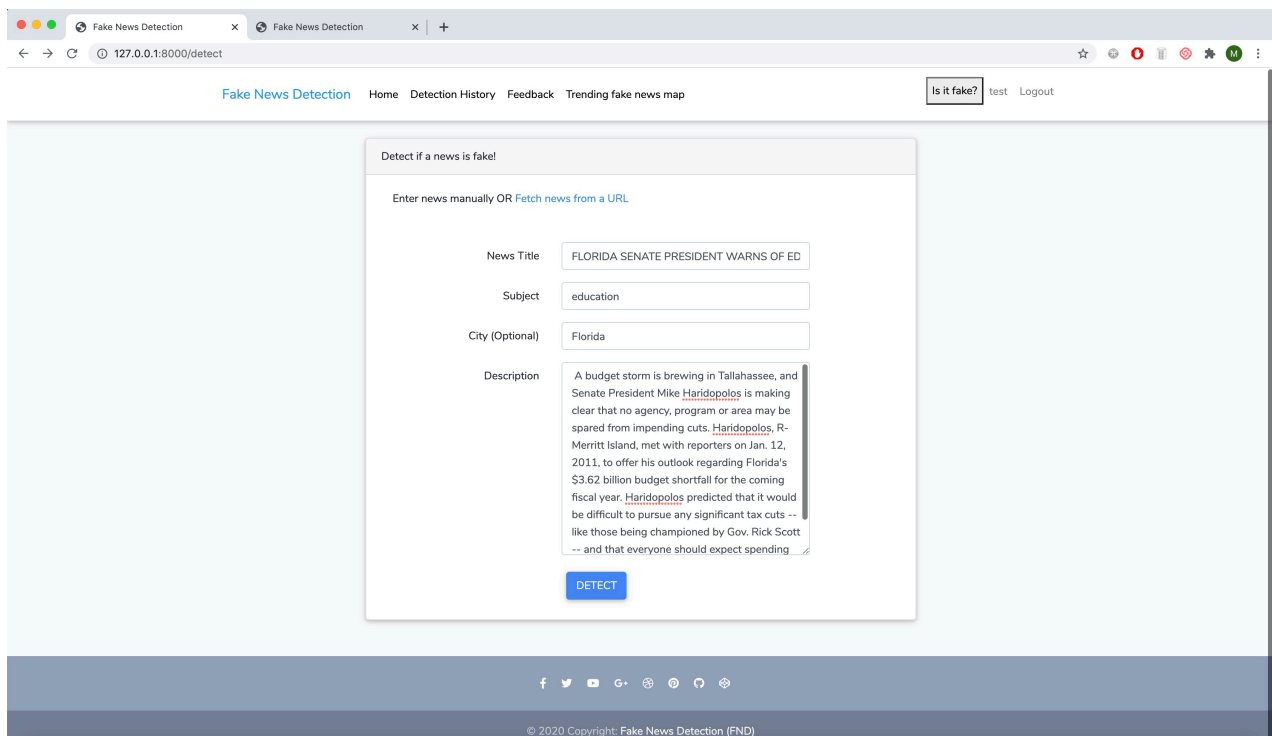 Fake News Detection
Fake News Detection
127.0.0.1:8000/detect
M
Fake News Detection Home Detection History Feedback Trending fake news map Is it fake? test Logout
Detect if a news is fake!
Enter news manually OR Fetch news from a URL
News Title FLORIDA SENATE PRESIDENT WARNS OF ED
Subject education
City (Optional) Florida
Description A budget storm is brewing in Tallahassee, and
Senate President Mike Haridopolos is making
clear that no agency, program or area may be
spared from impending cuts. Haridopolos, R-
Merritt Island, met with reporters on Jan. 12,
2011, to offer his outlook regarding Florida's
$3.62 billion budget shortfall for the coming
fiscal year. Haridopolos predicted that it would
be difficult to pursue any significant tax cuts --
like those being championed by Gov. Rick Scott
-- and that everyone should expect spending
DETECT
© 2020 Copyright: Fake News Detection (FND)